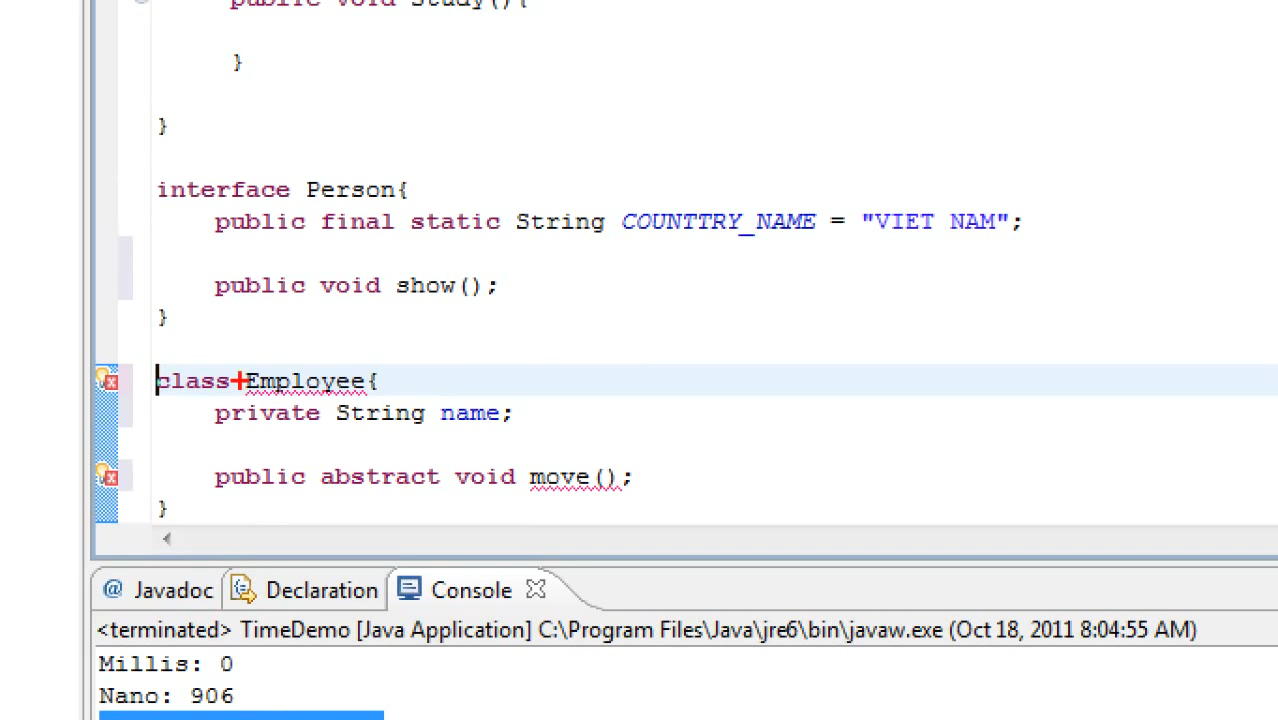 public void Study(){
}
}
interface Person{
public final static String COUNTTRY_NAME = "VIET NAM";
public void show();
}
class Employee{
private String name;
public abstract void move();
}
@ Javadoc Declaration Console
<terminated> TimeDemo [Java Application] C:\Program Files\Java\jre6\bin\javaw.exe (Oct 18, 2011 8:04:55 AM)
Millis: 0
Nano: 906